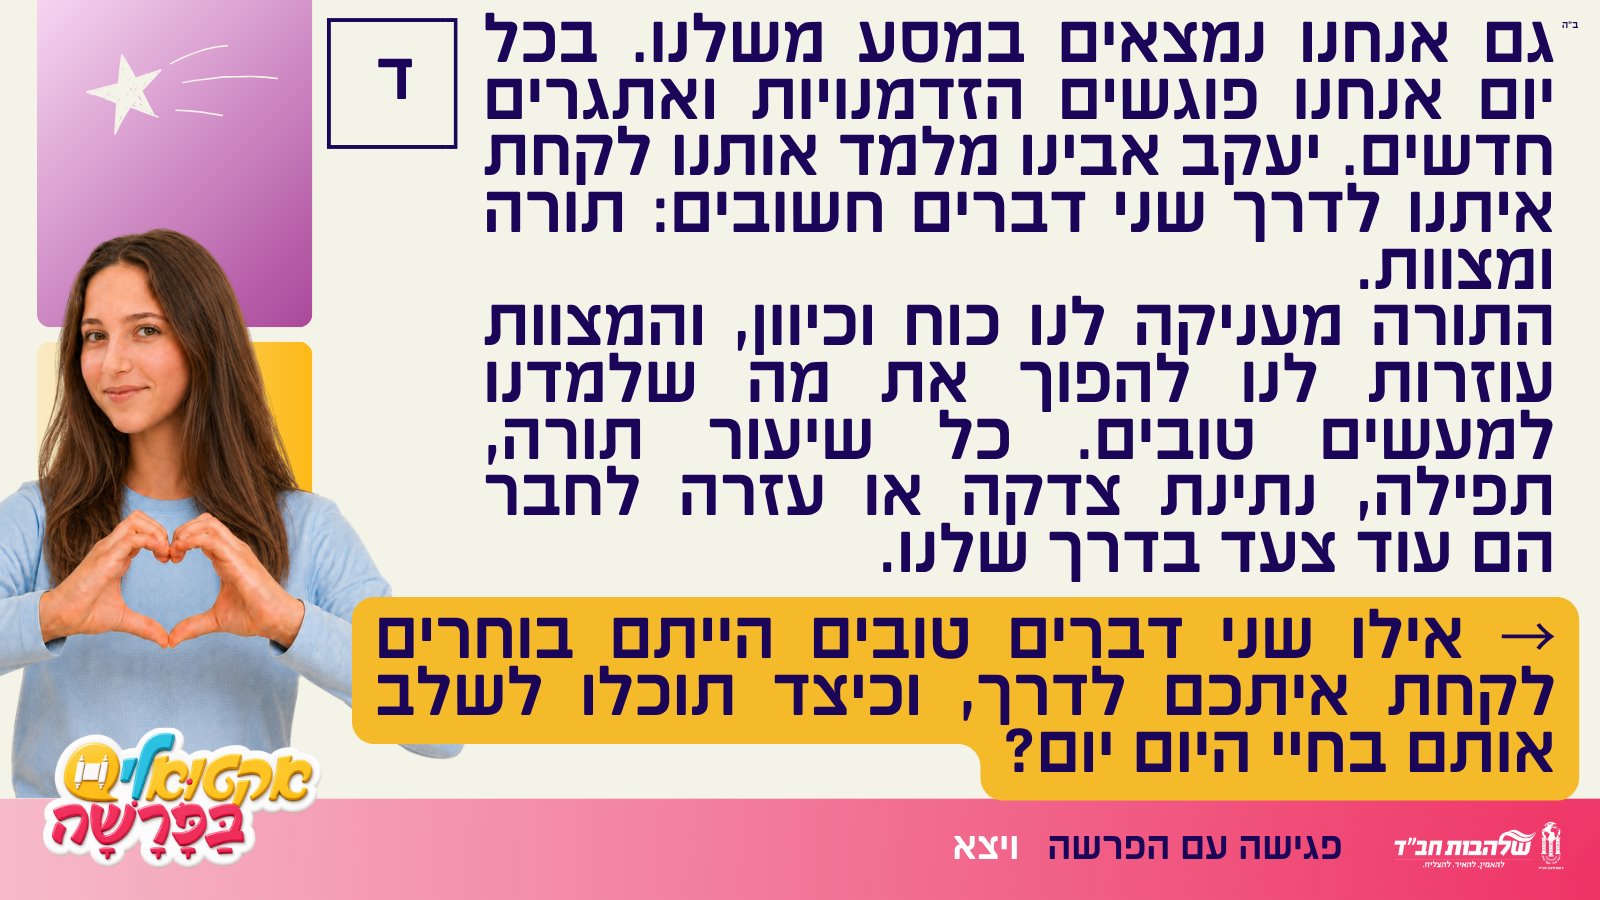 ב"ה
גם אנחנו נמצאים במסע משלנו. בכל
יום אנחנו פוגשים הזדמנויות ואתגרים
חדשים. יעקב אבינו מלמד אותנו לקחת
איתנו לדרך שני דברים חשובים: תורה
ומצוות.
התורה מעניקה לנו כוח וכיוון, והמצוות
עוזרות לנו להפוך את מה שלמדנו
למעשים טובים. כל שיעור תורה,
תפילה, נתינת צדקה או עזרה לחבר
הם עוד צעד בדרך שלנו.
ד
→ אילו שני דברים טובים הייתם בוחרים
לקחת איתכם לדרך, וכיצד תוכלו לשלב
אותם בחיי היום יום?
שלהבות חב"ד
להאמין. להאיר. להצליח.
פגישה עם הפרשה ויצא
אקטואלי
בַּפָּרָשָׁה